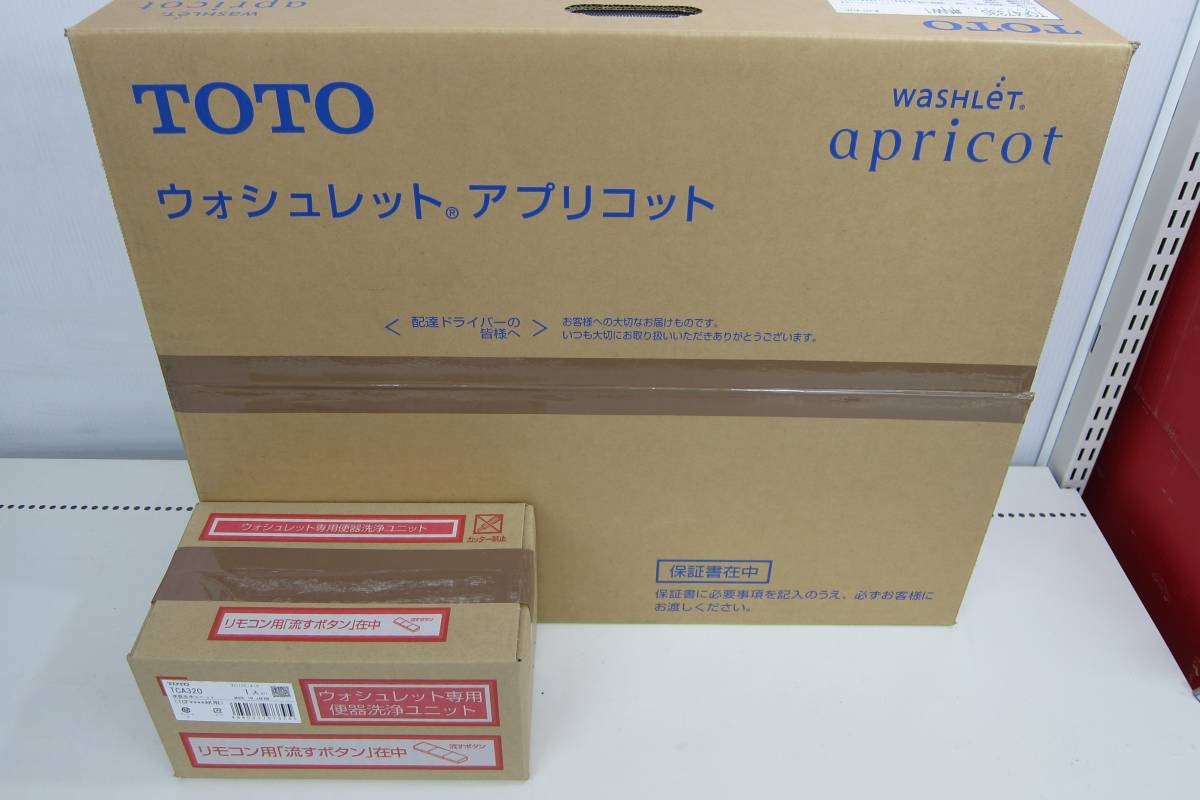 WASHLET.
apricot
TOTO
TOTO
WASHLET®
apricot
ウォシュレット®アプリコット
< 配達ドライバーの
皆様へ >
お客様への大切なお届けものです。
いつも大切にお取り扱いいただきありがとうございます。
保証書在中
保証書に必要事項を記入のうえ、必ずお客様に
お渡しください。
ウォシュレット専用便器洗浄ユニット
カッター禁止
リモコン用「流すボタン」在中
流すボタン
TOTO
TCA320
1入
MADE IN JAPAN
ウォシュレット専用
便器洗浄ユニット
リモコン用「流すボタン」在中
流すボタン